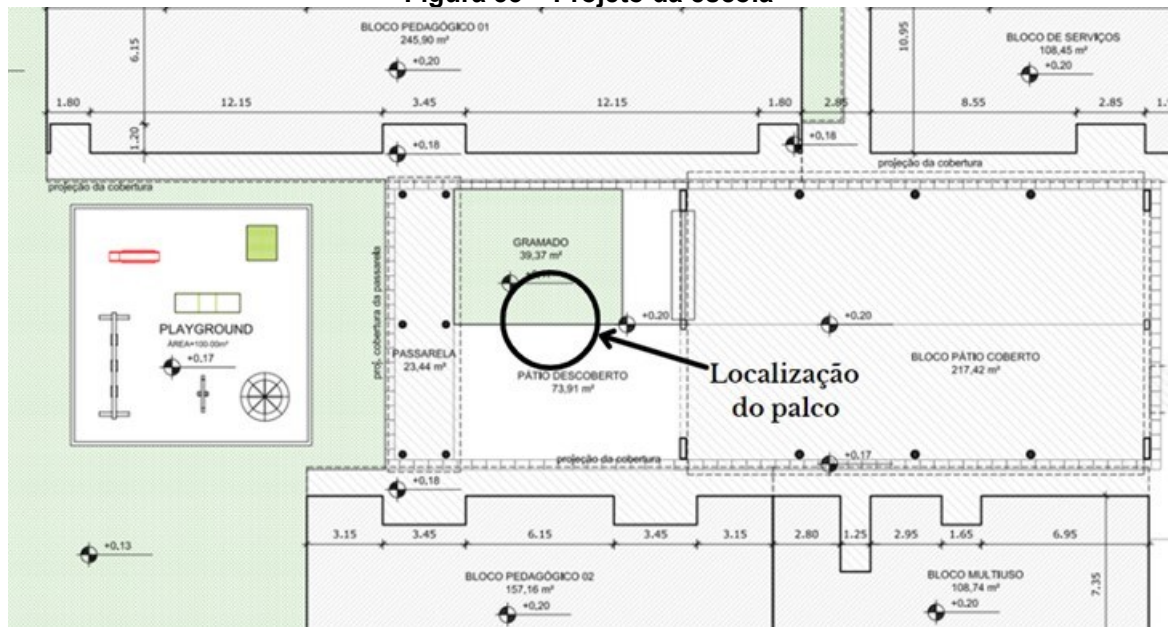 BLOCO PEDAGÓGICO 01
245,90 m²
+0,20
6.15
1.80
12.15
3.45
12.15
1.80
2.85
1.20
+0,18
+0,18
projeção da cobertura
BLOCO DE SERVIÇOS
108,45 m²
+0,20
10.95
8.55
2.85
projeção da cobertura
PLAYGROUND
ÁREA=100.00m²
+0.17
proj. cobertura da passarela
PASSARELA
23,44 m²
GRAMADO
39,37 m²
+0.20
PÁTIO DESCOBERTO
73,91 m²
Localização
do palco
+0.20
BLOCO PÁTIO COBERTO
217,42 m²
projeção da cobertura
+0.17
+0,18
+0,13
3.15
3.45
6.15
3.45
3.15
2.80
1.25
2.95
1.65
6.95
BLOCO PEDAGÓGICO 02
157,16 m²
+0,20
BLOCO MULTIUSO
108,74 m²
+0.20
7.35